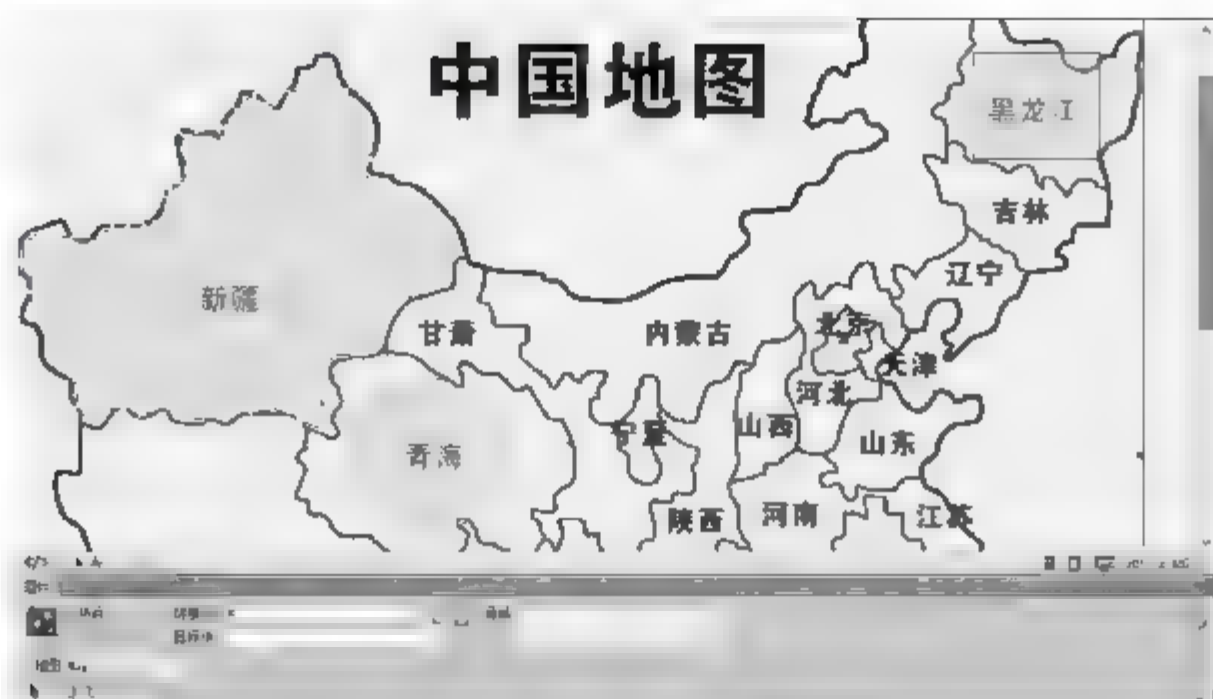 中国地图
黑龙江
吉林
辽宁
新疆
甘肃
内蒙古
北京
天津
河北
宁夏
山西
山东
青海
陕西
河南
江苏